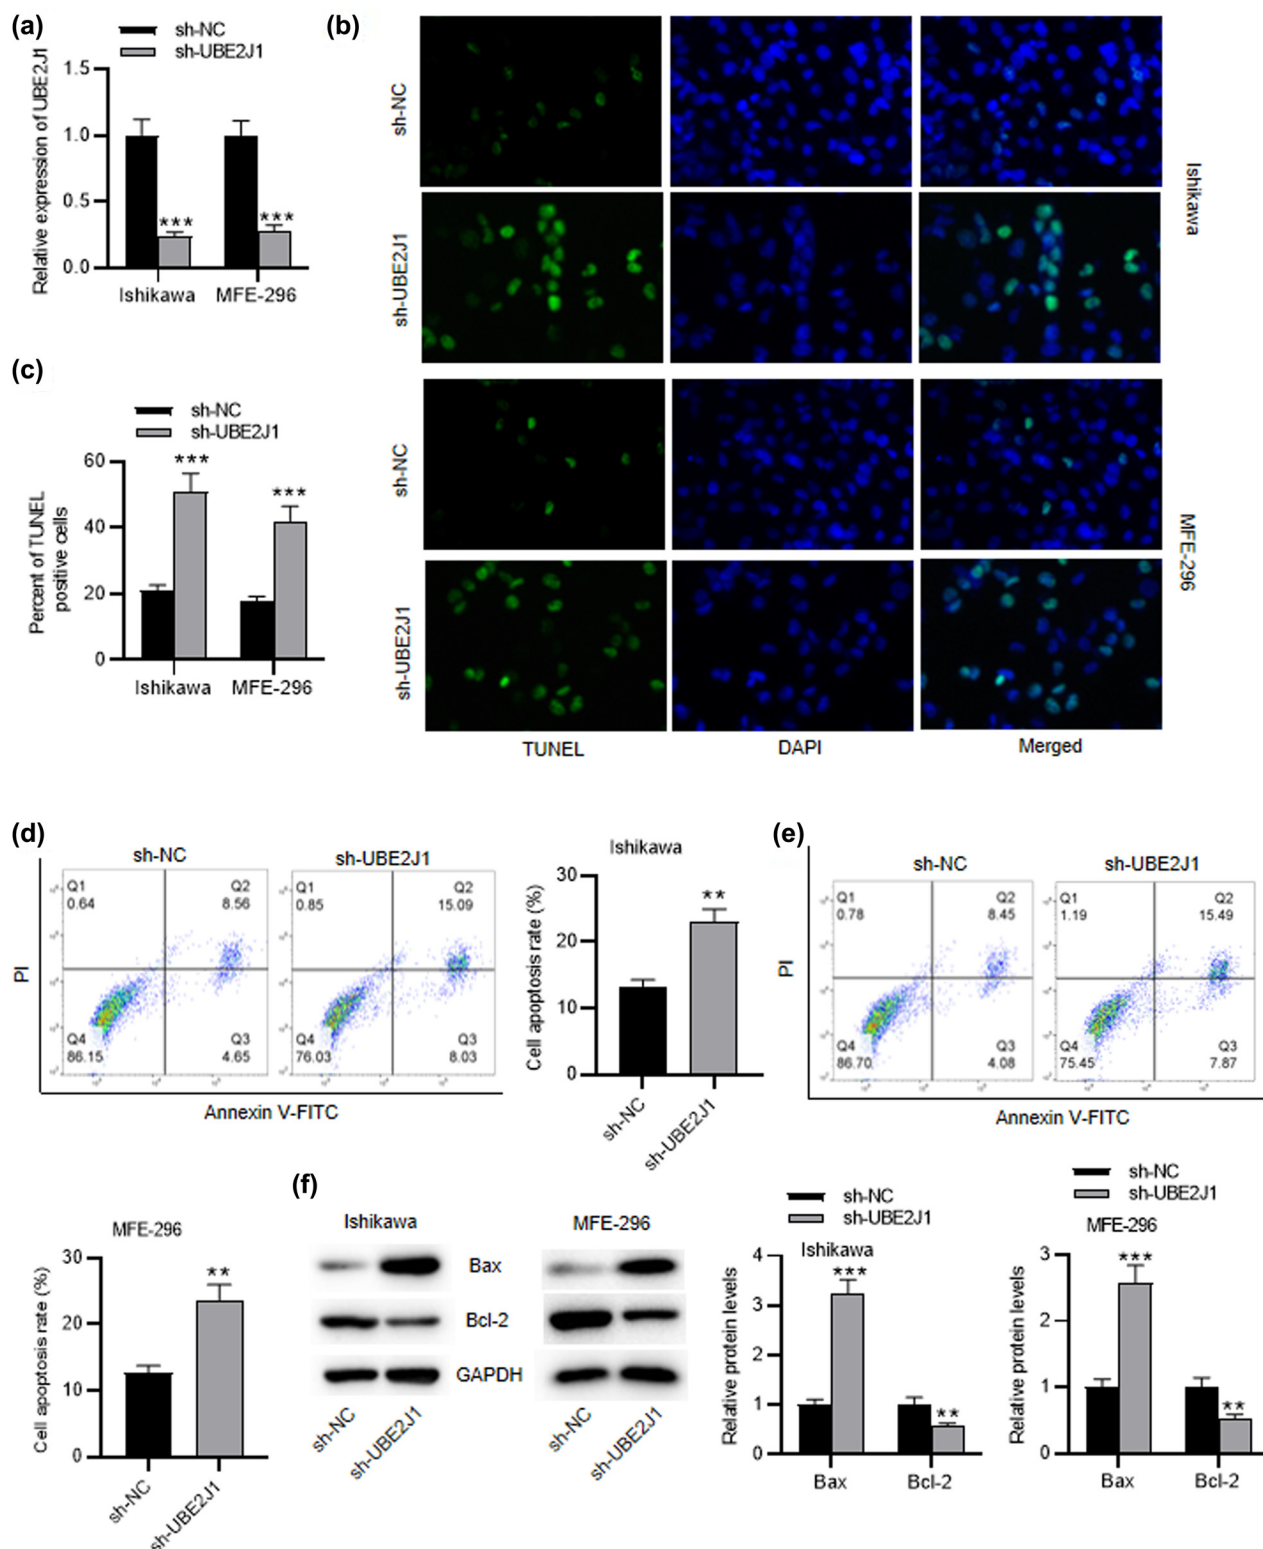 (a)
sh-NC
sh-UBE2J1
Relative expression of UBE2J1
1.5
1.0
0.5
0.0
***
***
Ishikawa
MFE-296
(b)
sh-NC
sh-UBE2J1
Ishikawa
sh-NC
sh-UBE2J1
MFE-296
TUNEL
DAPI
Merged
(c)
sh-NC
sh-UBE2J1
Percent of TUNEL
positive cells
60
40
20
0
***
***
Ishikawa
MFE-296
(d)
sh-NC
sh-UBE2J1
PI
Q1
0.64
Q2
8.56
Q4
86.15
Q3
4.65
Q1
0.85
Q2
15.09
Q4
76.03
Q3
8.03
Annexin V-FITC
Ishikawa
Cell apoptosis rate (%)
30
20
10
0
**
sh-NC
sh-UBE2J1
(e)
sh-NC
sh-UBE2J1
PI
Q1
0.78
Q2
8.45
Q4
86.70
Q3
4.08
Q1
1.19
Q2
15.49
Q4
75.45
Q3
7.87
Annexin V-FITC
MFE-296
Cell apoptosis rate (%)
30
20
10
0
**
sh-NC
sh-UBE2J1
(f)
Ishikawa
MFE-296
Bax
Bcl-2
GAPDH
sh-NC
sh-UBE2J1
sh-NC
sh-UBE2J1
sh-NC
sh-UBE2J1
Ishikawa
Relative protein levels
4
3
2
1
0
***
**
Bax
Bcl-2
sh-NC
sh-UBE2J1
MFE-296
Relative protein levels
3
2
1
0
***
**
Bax
Bcl-2